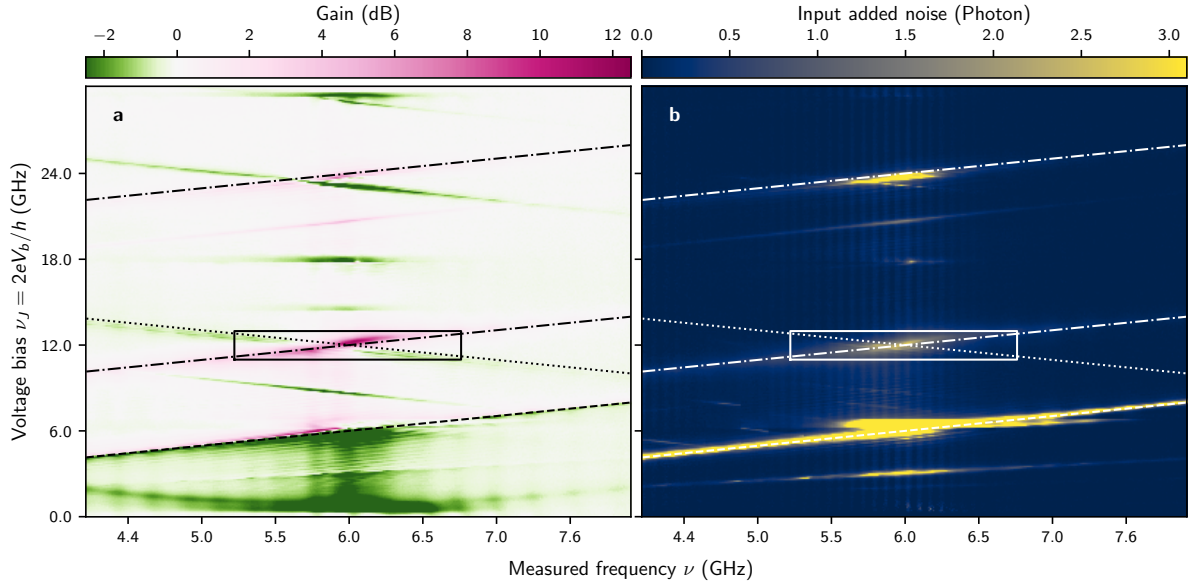 Gain (dB)
Input added noise (Photon)
−2 0 2 4 6 8 10 12
0.0 0.5 1.0 1.5 2.0 2.5 3.0
a
b
Voltage bias νJ = 2eVb/h (GHz)
24.0
18.0
12.0
6.0
0.0
4.4 5.0 5.5 6.0 6.5 7.0 7.6
4.4 5.0 5.5 6.0 6.5 7.0 7.6
Measured frequency ν (GHz)